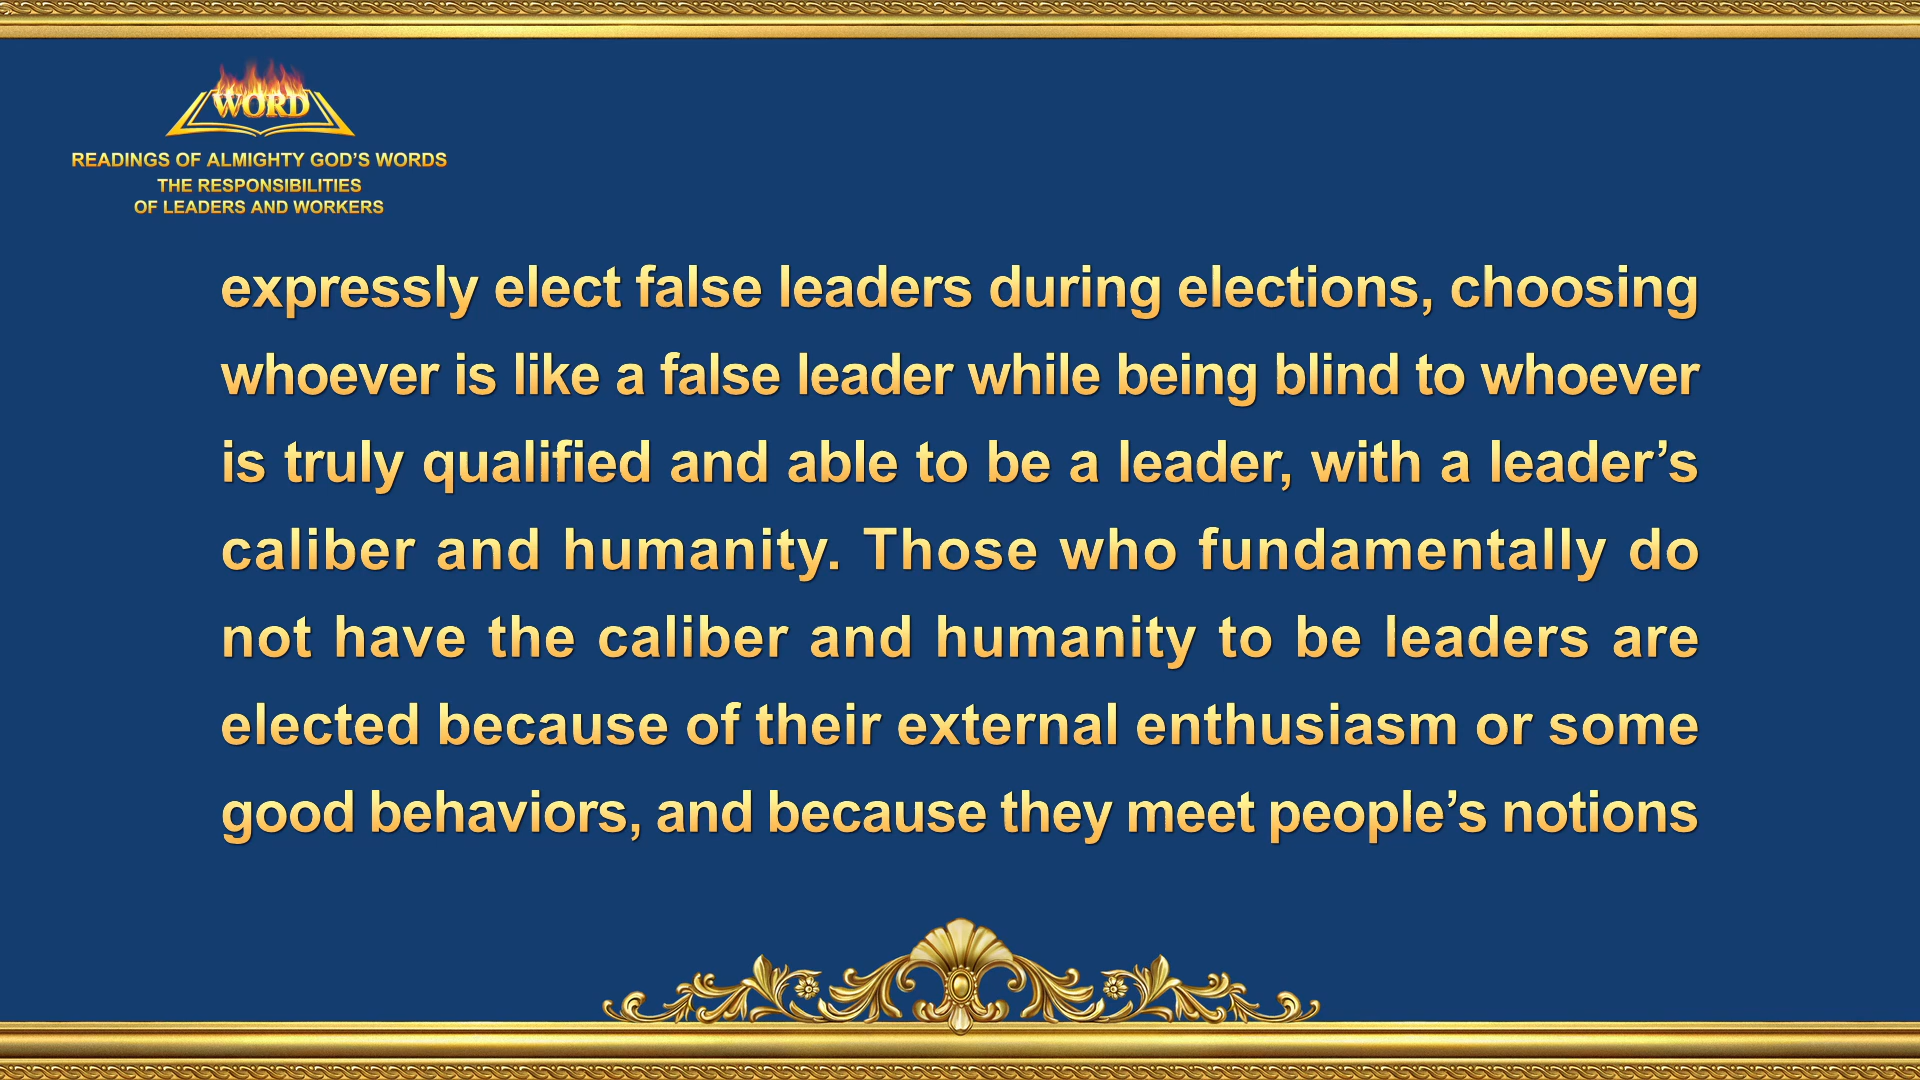 WORD
READINGS OF ALMIGHTY GOD’S WORDS
THE RESPONSIBILITIES
OF LEADERS AND WORKERS
expressly elect false leaders during elections, choosing
whoever is like a false leader while being blind to whoever
is truly qualified and able to be a leader, with a leader’s
caliber and humanity. Those who fundamentally do
not have the caliber and humanity to be leaders are
elected because of their external enthusiasm or some
good behaviors, and because they meet people’s notions